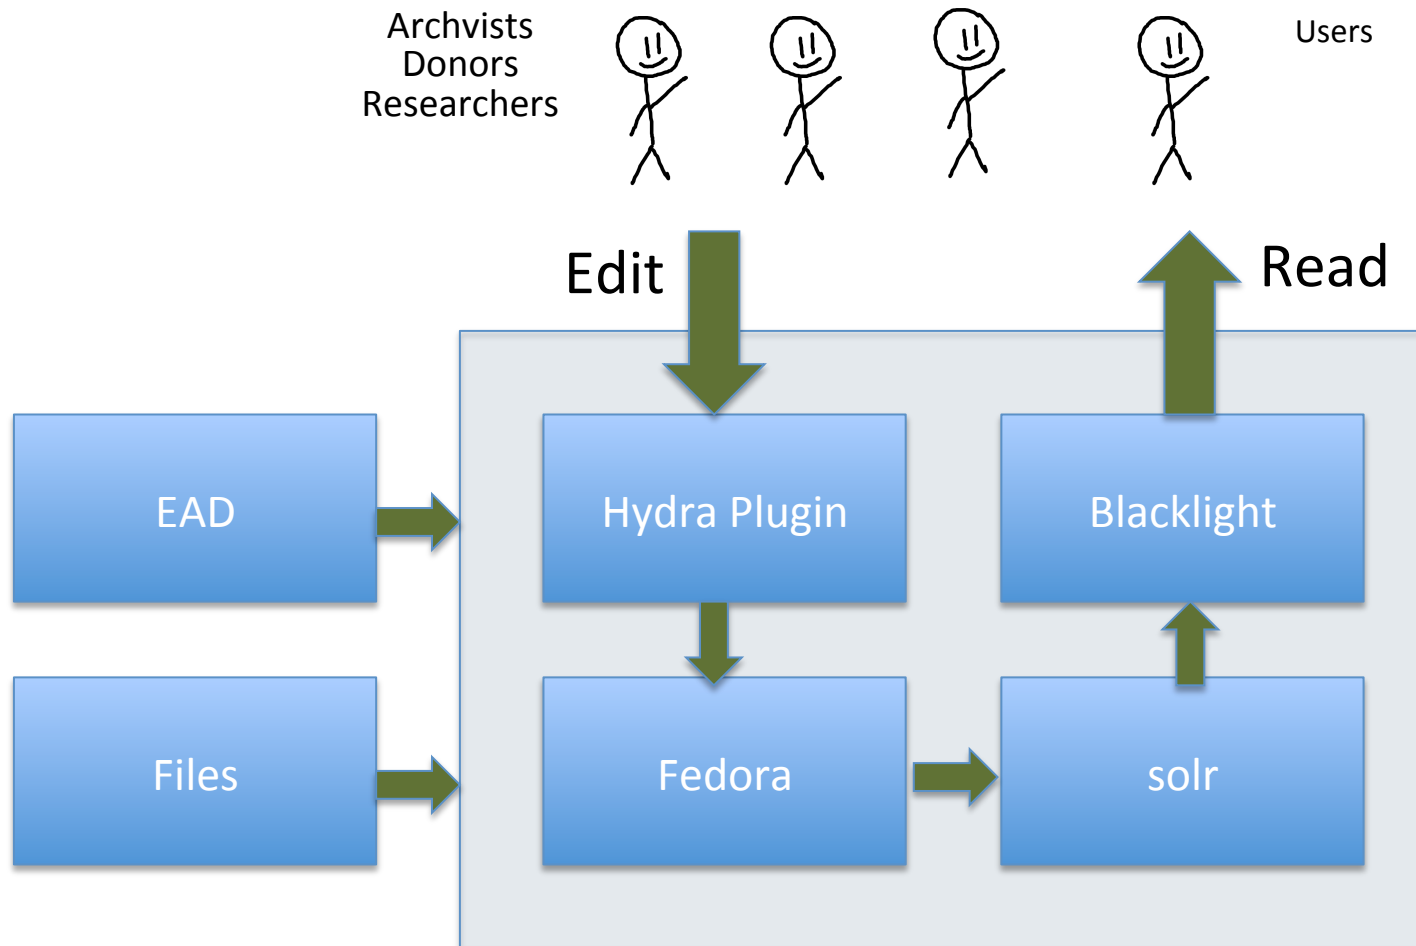 Archvists
Donors
Researchers
Users
Edit
Read
EAD
Hydra Plugin
Blacklight
Files
Fedora
solr